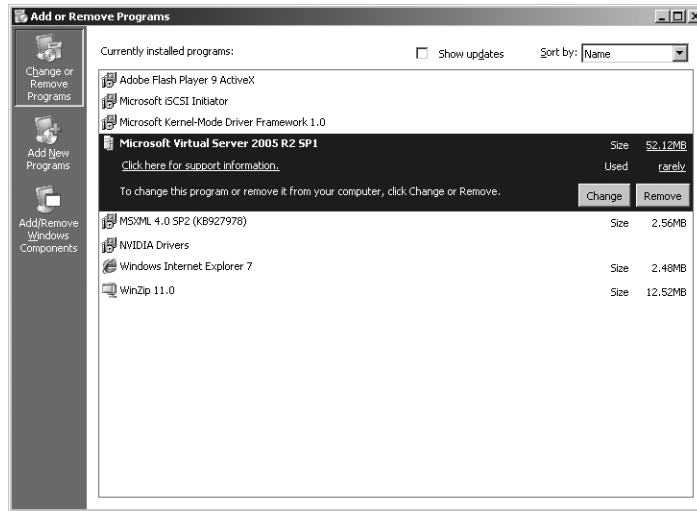 Add or Remove Programs
Change or
Remove
Programs
Add New
Programs
Add/Remove
Windows
Components
Currently installed programs:
Show updates
Sort by: Name
Adobe Flash Player 9 ActiveX
Microsoft iSCSI Initiator
Microsoft Kernel-Mode Driver Framework 1.0
Microsoft Virtual Server 2005 R2 SP1 Size 52.12MB
Click here for support information. Used rarely
To change this program or remove it from your computer, click Change or Remove. Change Remove
MSXML 4.0 SP2 (KB927978) Size 2.56MB
NVIDIA Drivers
Windows Internet Explorer 7 Size 2.48MB
WinZip 11.0 Size 12.52MB